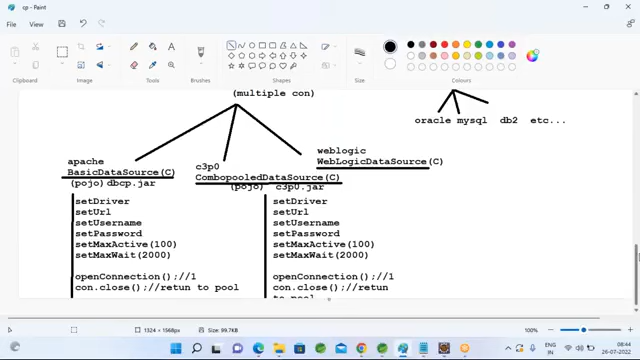 cp - Paint
File
View
Clipboard
Image
Tools
Brushes
Shapes
Size
Colours
(multiple con)
oracle mysql db2 etc...
weblogic
WebLogicDataSource(C)
apache
BasicDataSource(C)
(pojo)dbcp.jar
c3p0
CombopooledDataSource(C)
(pojo) c3p0.jar
setDriver
setUrl
setUsername
setPassword
setMaxActive(100)
setMaxWait(2000)
openConnection();//1
con.close();//retun to pool
setDriver
setUrl
setUsername
setPassword
setMaxActive(100)
setMaxWait(2000)
openConnection();//1
con.close();//retun
to pool
1324 × 1568px
Size: 99.7KB
100%
ENG
IN
08:44